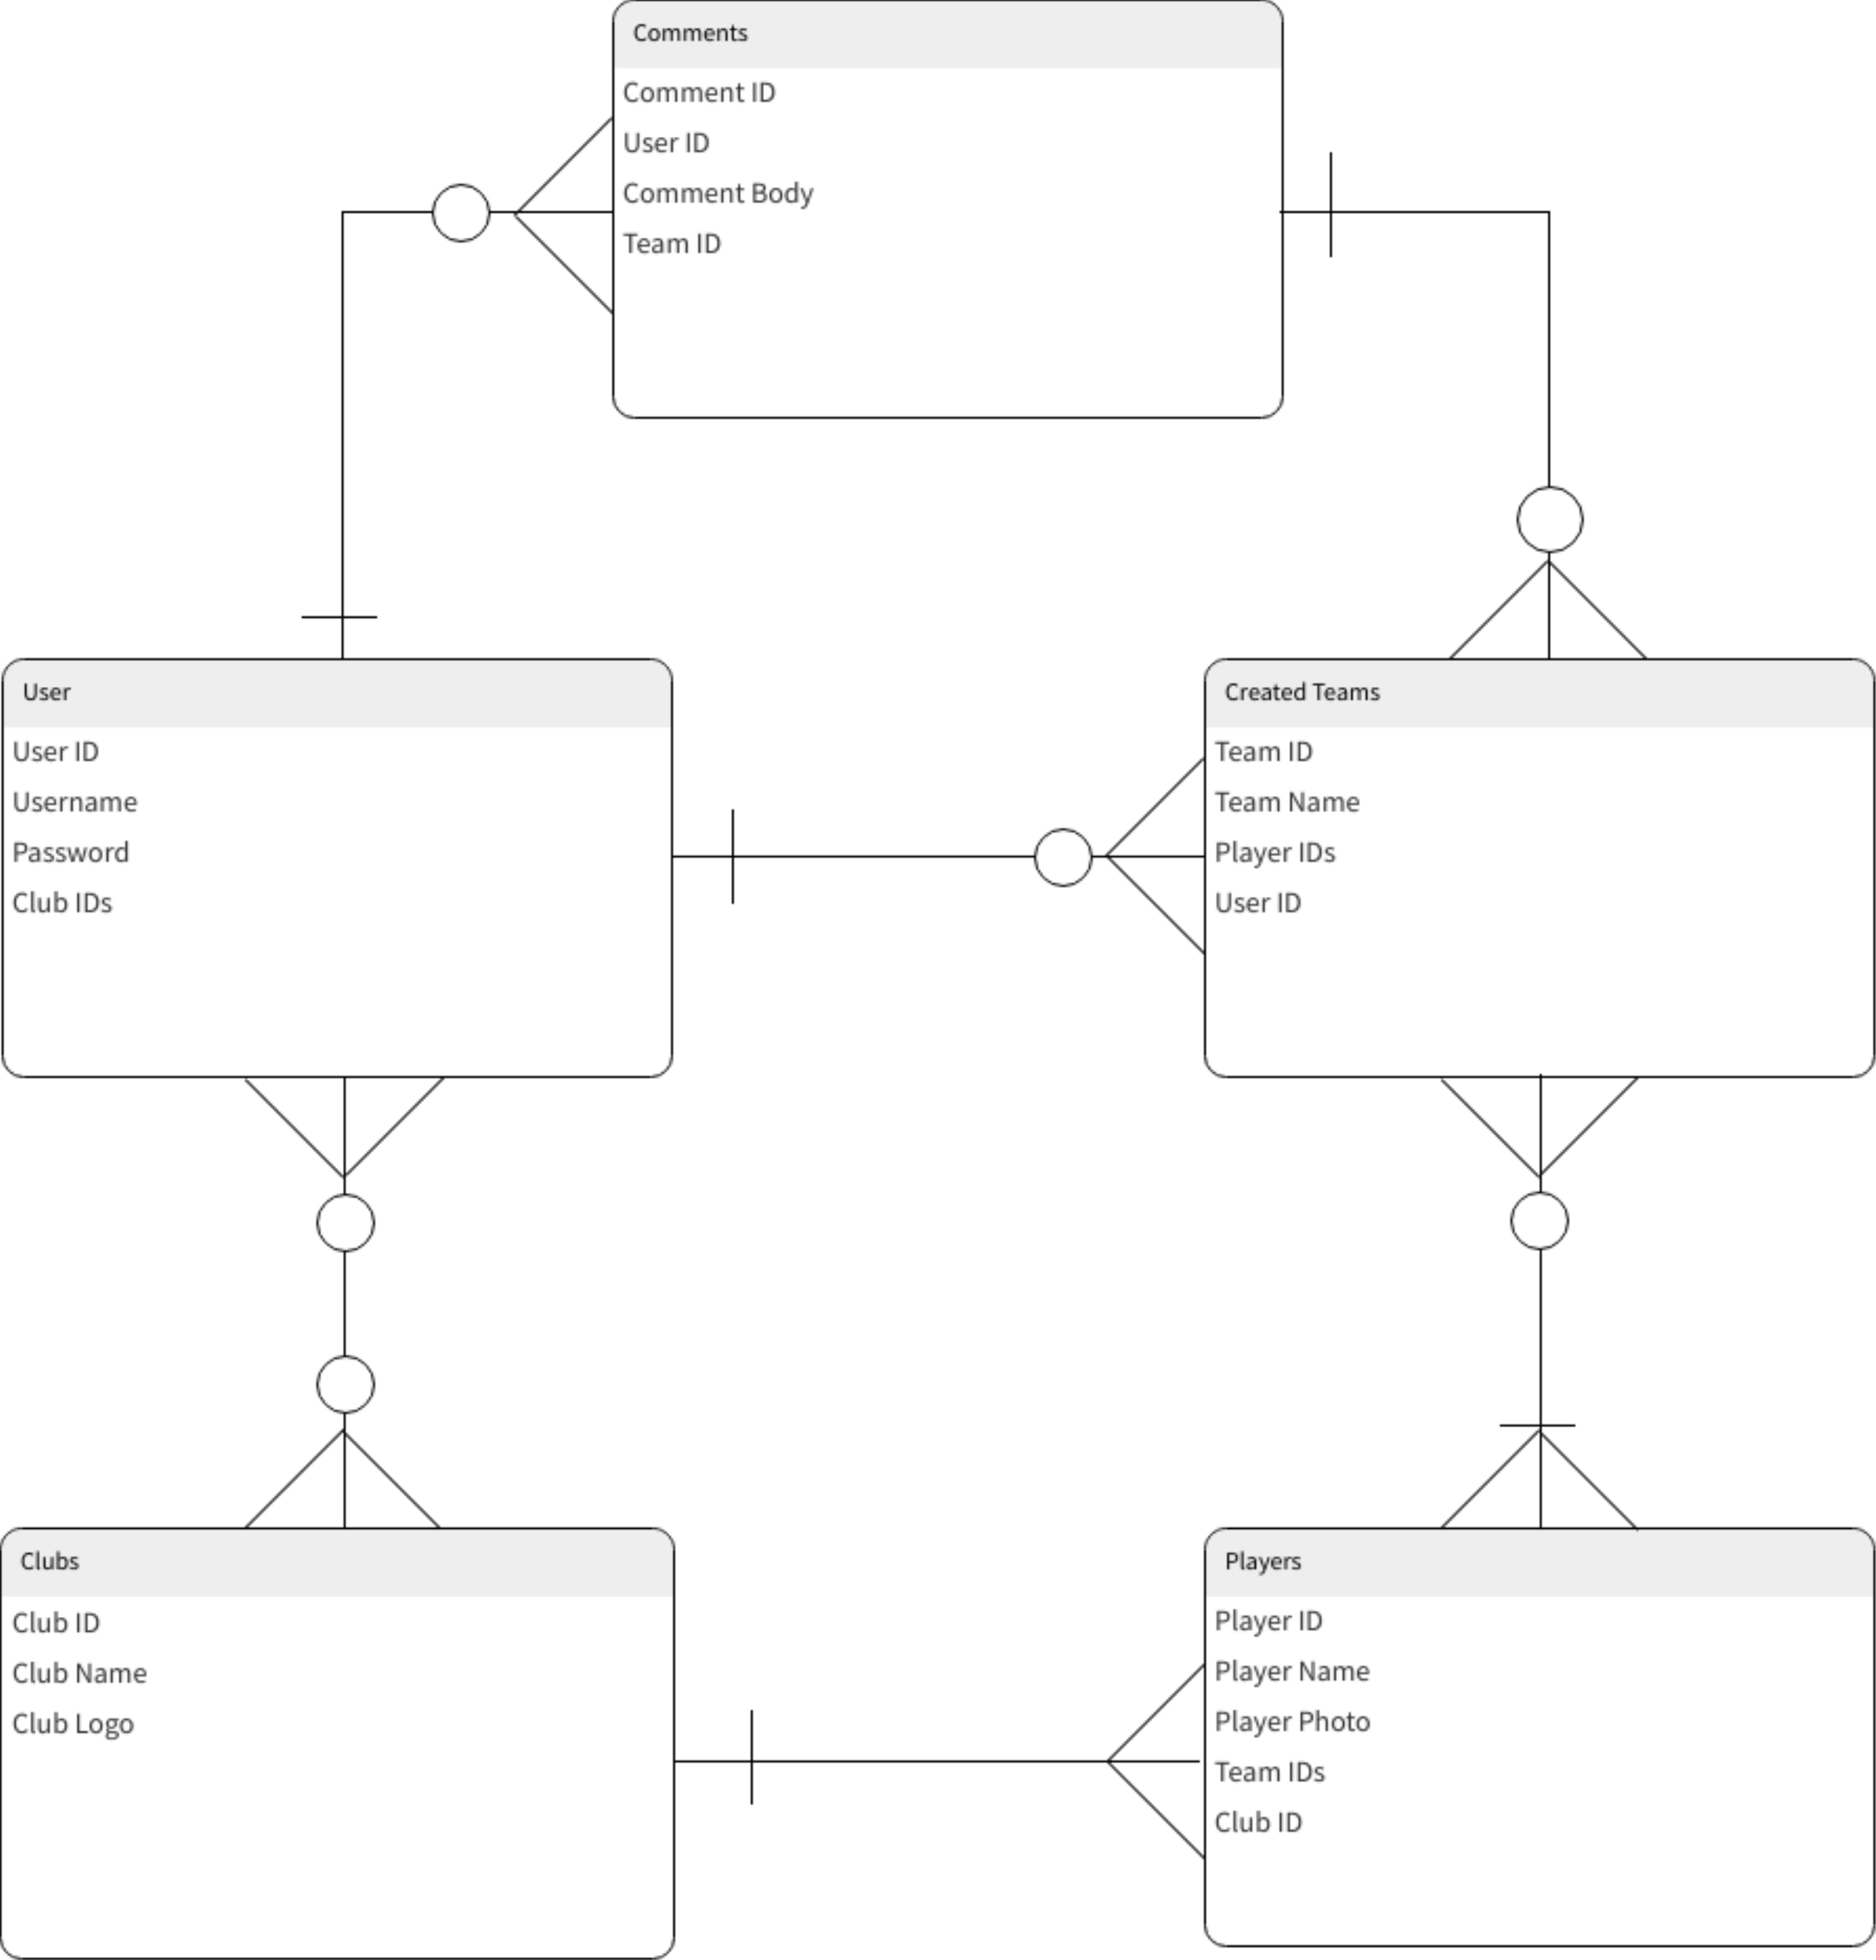 Comments
Comment ID
User ID
Comment Body
Team ID
User
User ID
Username
Password
Club IDs
Created Teams
Team ID
Team Name
Player IDs
User ID
Clubs
Club ID
Club Name
Club Logo
Players
Player ID
Player Name
Player Photo
Team IDs
Club ID